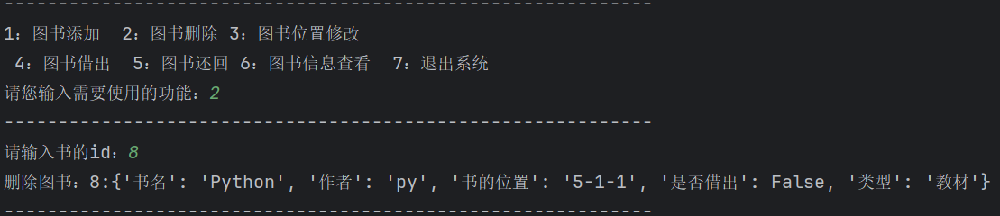 ------------------------------------------------------------
1：图书添加  2：图书删除 3：图书位置修改
 4：图书借出  5：图书还回 6：图书信息查看  7：退出系统
请您输入需要使用的功能：2
------------------------------------------------------------
请输入书的id：8
删除图书：8:{'书名': 'Python', '作者': 'py', '书的位置': '5-1-1', '是否借出': False, '类型': '教材'}
------------------------------------------------------------